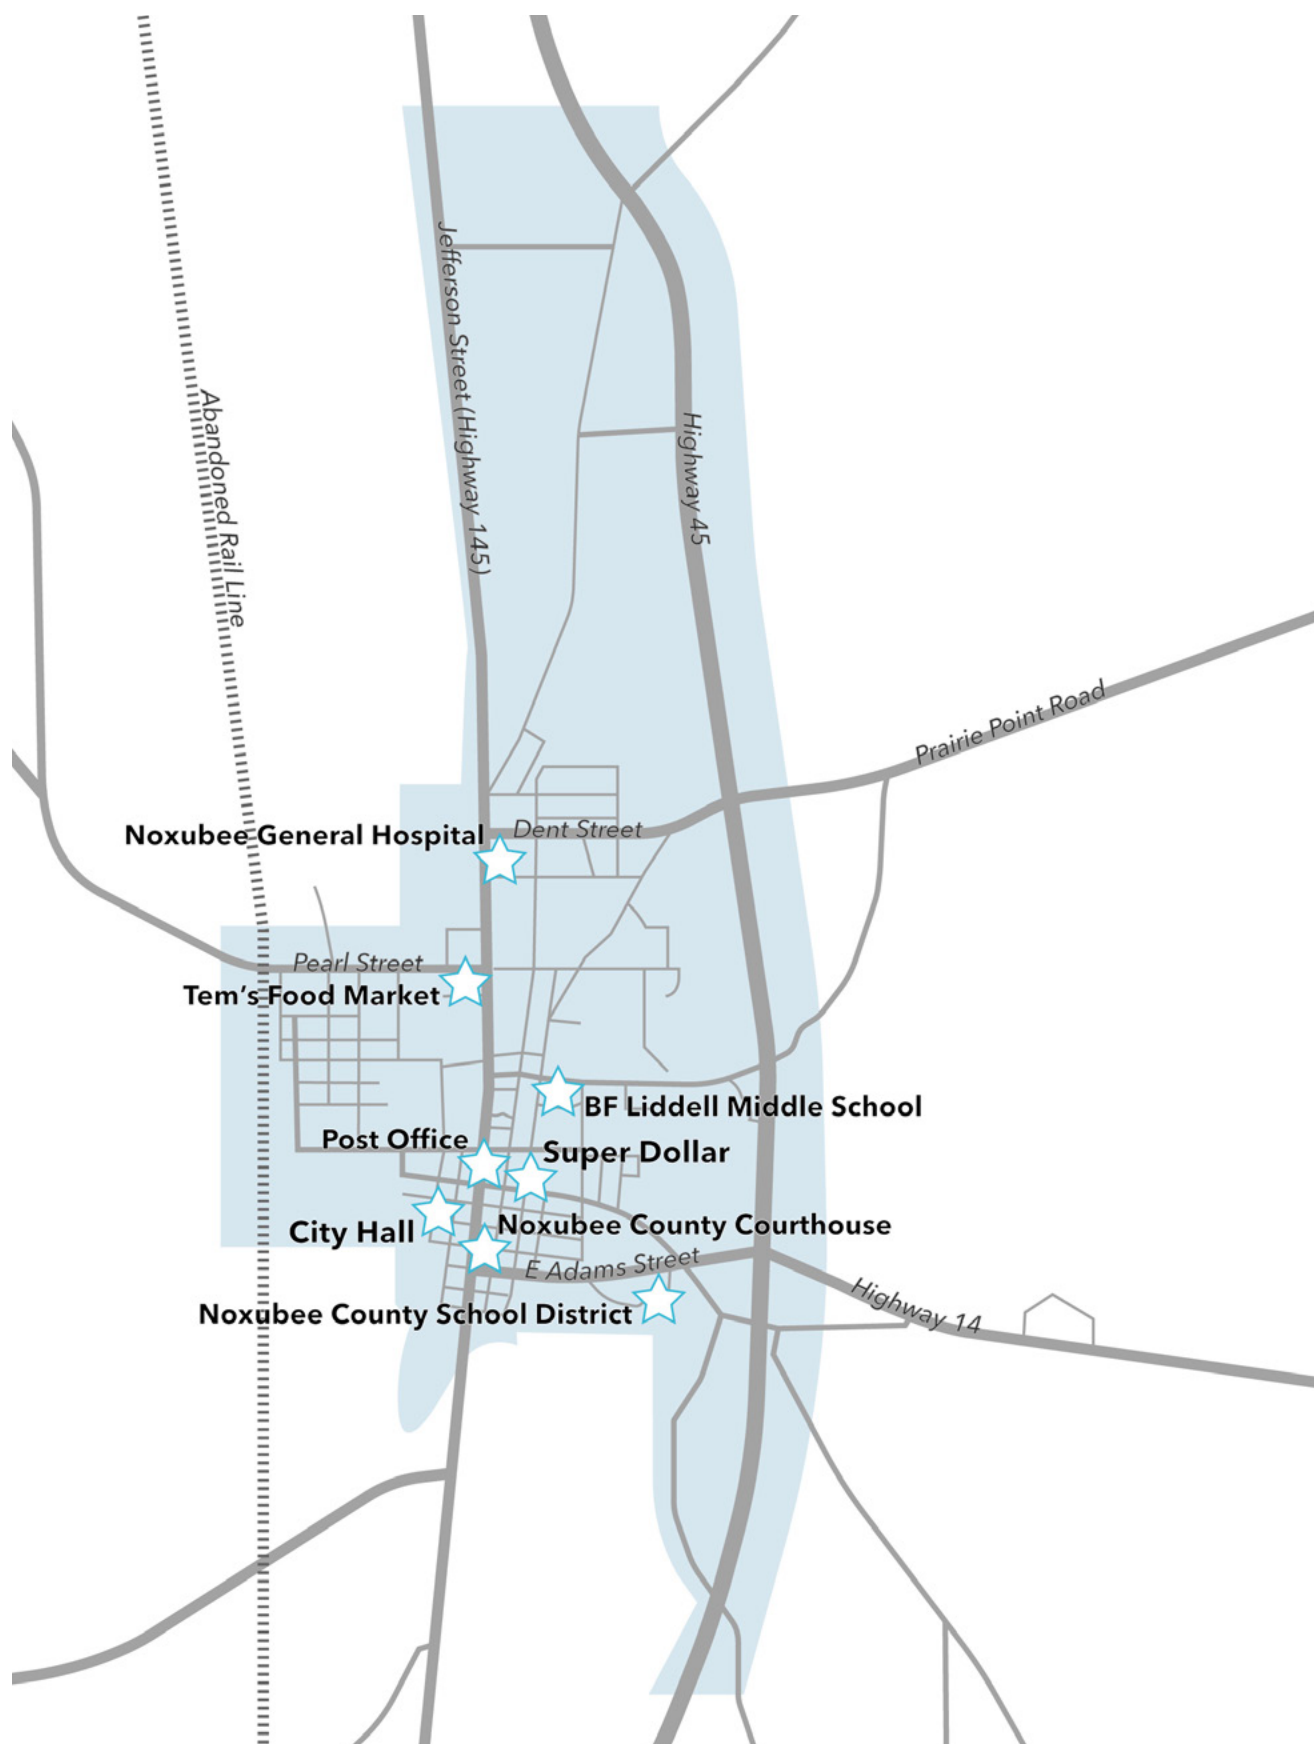 Jefferson Street (Highway 145)
Abandoned Rail Line
Highway 45
Prairie Point Road
Noxubee General Hospital
Dent Street
Pearl Street
Tem's Food Market
BF Liddell Middle School
Post Office
Super Dollar
City Hall
Noxubee County Courthouse
E Adams Street
Highway 14
Noxubee County School District